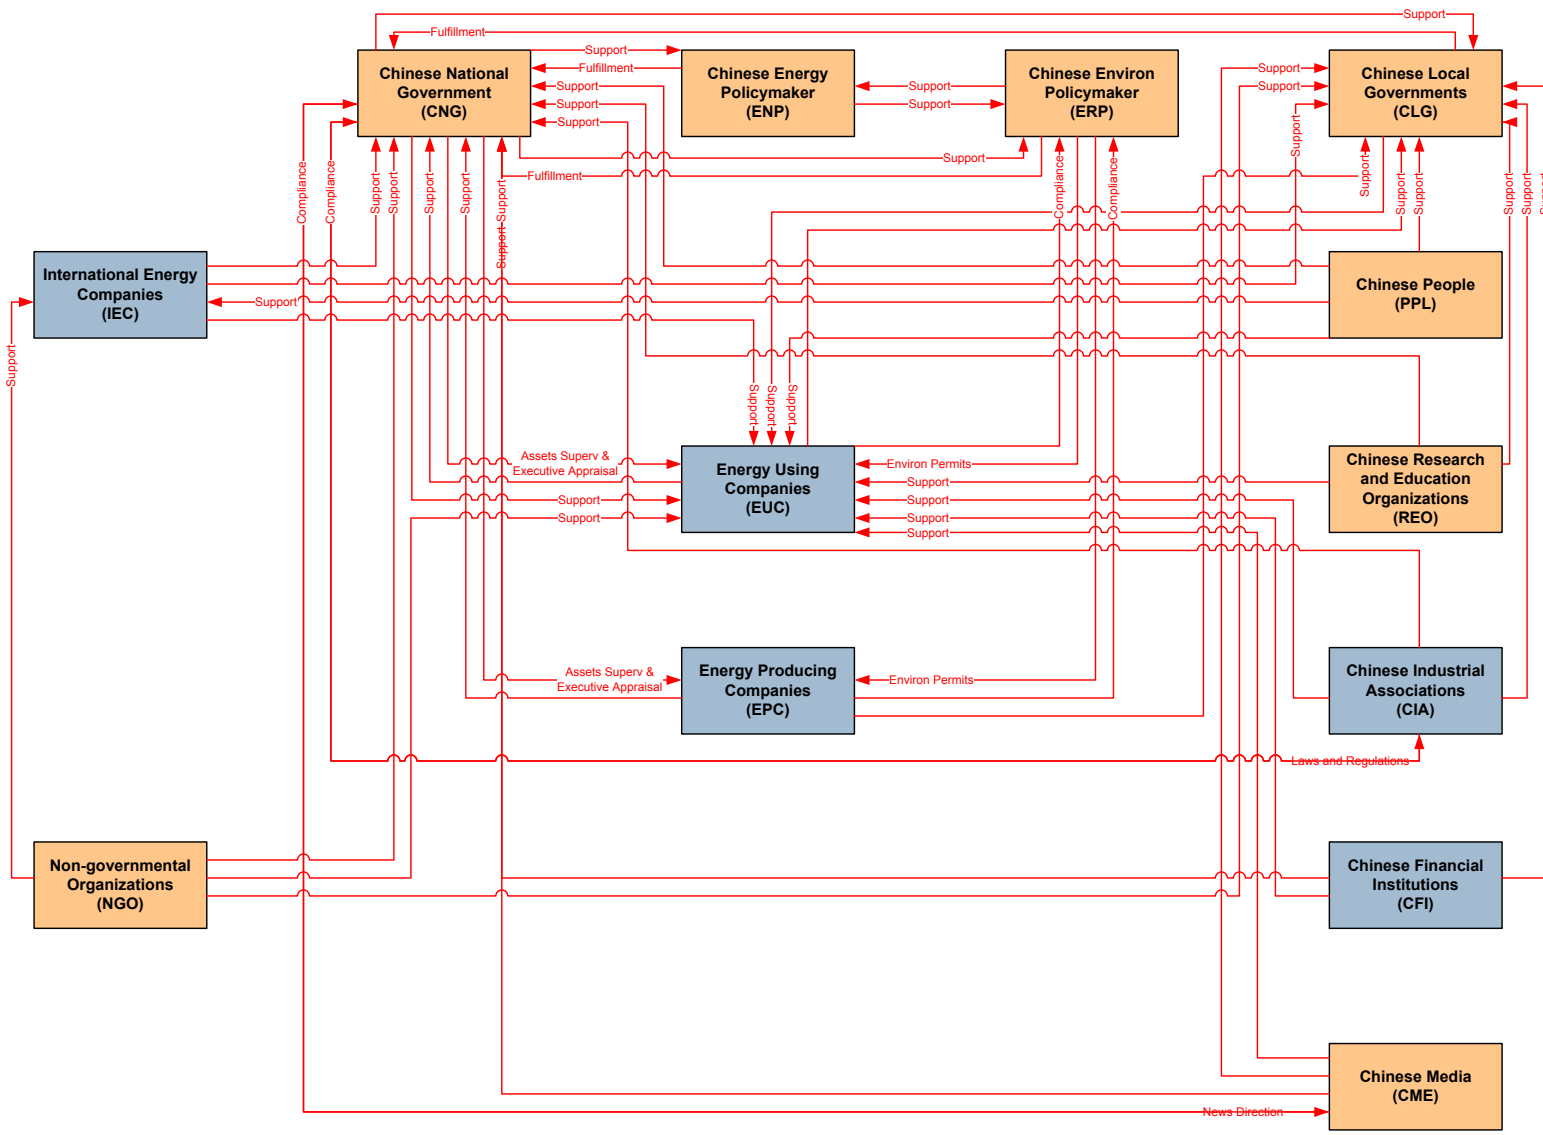 Support
Fulfillment
Chinese National
Government
(CNG)
Support
Fulfillment
Support
Support
Support
Chinese Energy
Policymaker
(ENP)
Support
Support
Chinese Environ
Policymaker
(ERP)
Support
Support
Chinese Local
Governments
(CLG)
Support
Fulfillment
Compliance
Compliance
Support
Support
Support
Support
Support
Support
Support
Compliance
Compliance
Support
Support
Support
Support
Support
Support
Support
International Energy
Companies
(IEC)
Support
Chinese People
(PPL)
Support
Support
Support
Support
Assets Superv &
Executive Appraisal
Support
Support
Energy Using
Companies
(EUC)
Environ Permits
Support
Support
Support
Support
Chinese Research
and Education
Organizations
(REO)
Assets Superv &
Executive Appraisal
Energy Producing
Companies
(EPC)
Environ Permits
Chinese Industrial
Associations
(CIA)
Laws and Regulations
Non-governmental
Organizations
(NGO)
Chinese Financial
Institutions
(CFI)
Chinese Media
(CME)
News Direction